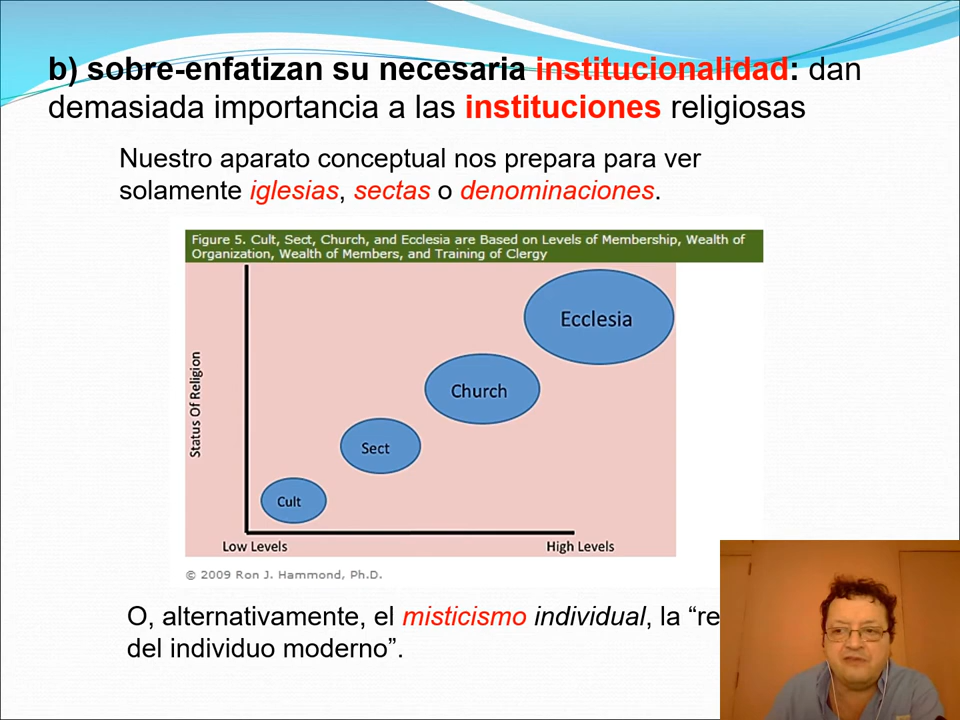 b) sobre-enfatizan su necesaria institucionalidad: dan
demasiada importancia a las instituciones religiosas
Nuestro aparato conceptual nos prepara para ver
solamente iglesias, sectas o denominaciones.
Figure 5. Cult, Sect, Church, and Ecclesia are Based on Levels of Membership, Wealth of
Organization, Wealth of Members, and Training of Clergy
Status Of Religion
Ecclesia
Church
Sect
Cult
Low Levels
High Levels
© 2009 Ron J. Hammond, Ph.D.
O, alternativamente, el misticismo individual, la
del individuo moderno”.